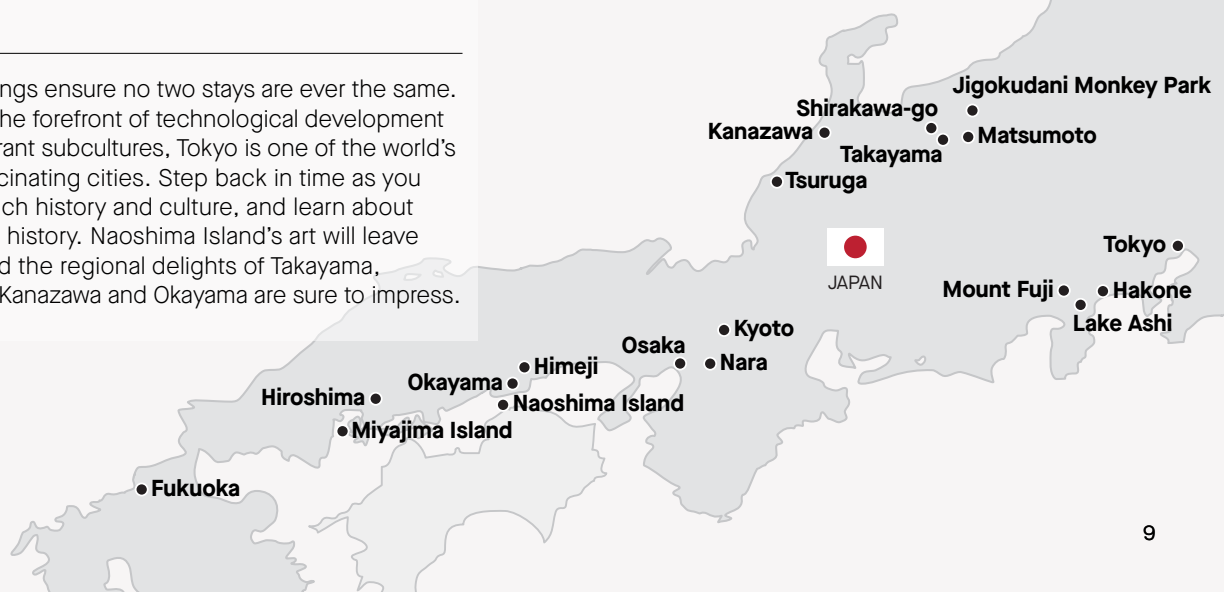 ngs ensure no two stays are ever the same.
he forefront of technological development
rant subcultures, Tokyo is one of the world's
cinating cities. Step back in time as you
ch history and culture, and learn about
history. Naoshima Island's art will leave
d the regional delights of Takayama,
Kanazawa and Okayama are sure to impress.
Jigokudani Monkey Park
Shirakawa-go
Kanazawa
Matsumoto
Takayama
Tsuruga
Tokyo
JAPAN
Mount Fuji
Hakone
Lake Ashi
Kyoto
Osaka
Nara
Himeji
Okayama
Hiroshima
Naoshima Island
Miyajima Island
Fukuoka
9